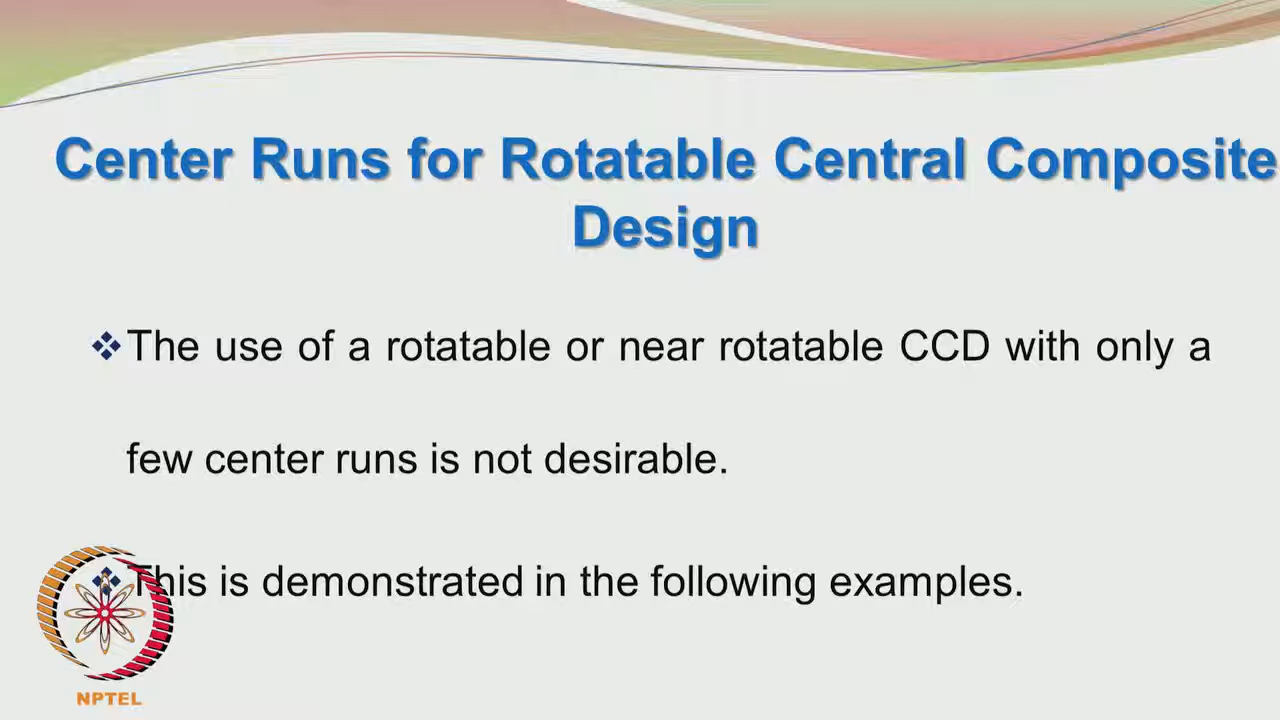 Center Runs for Rotatable Central Composite
Design
The use of a rotatable or near rotatable CCD with only a
few center runs is not desirable.
This is demonstrated in the following examples.
NPTEL